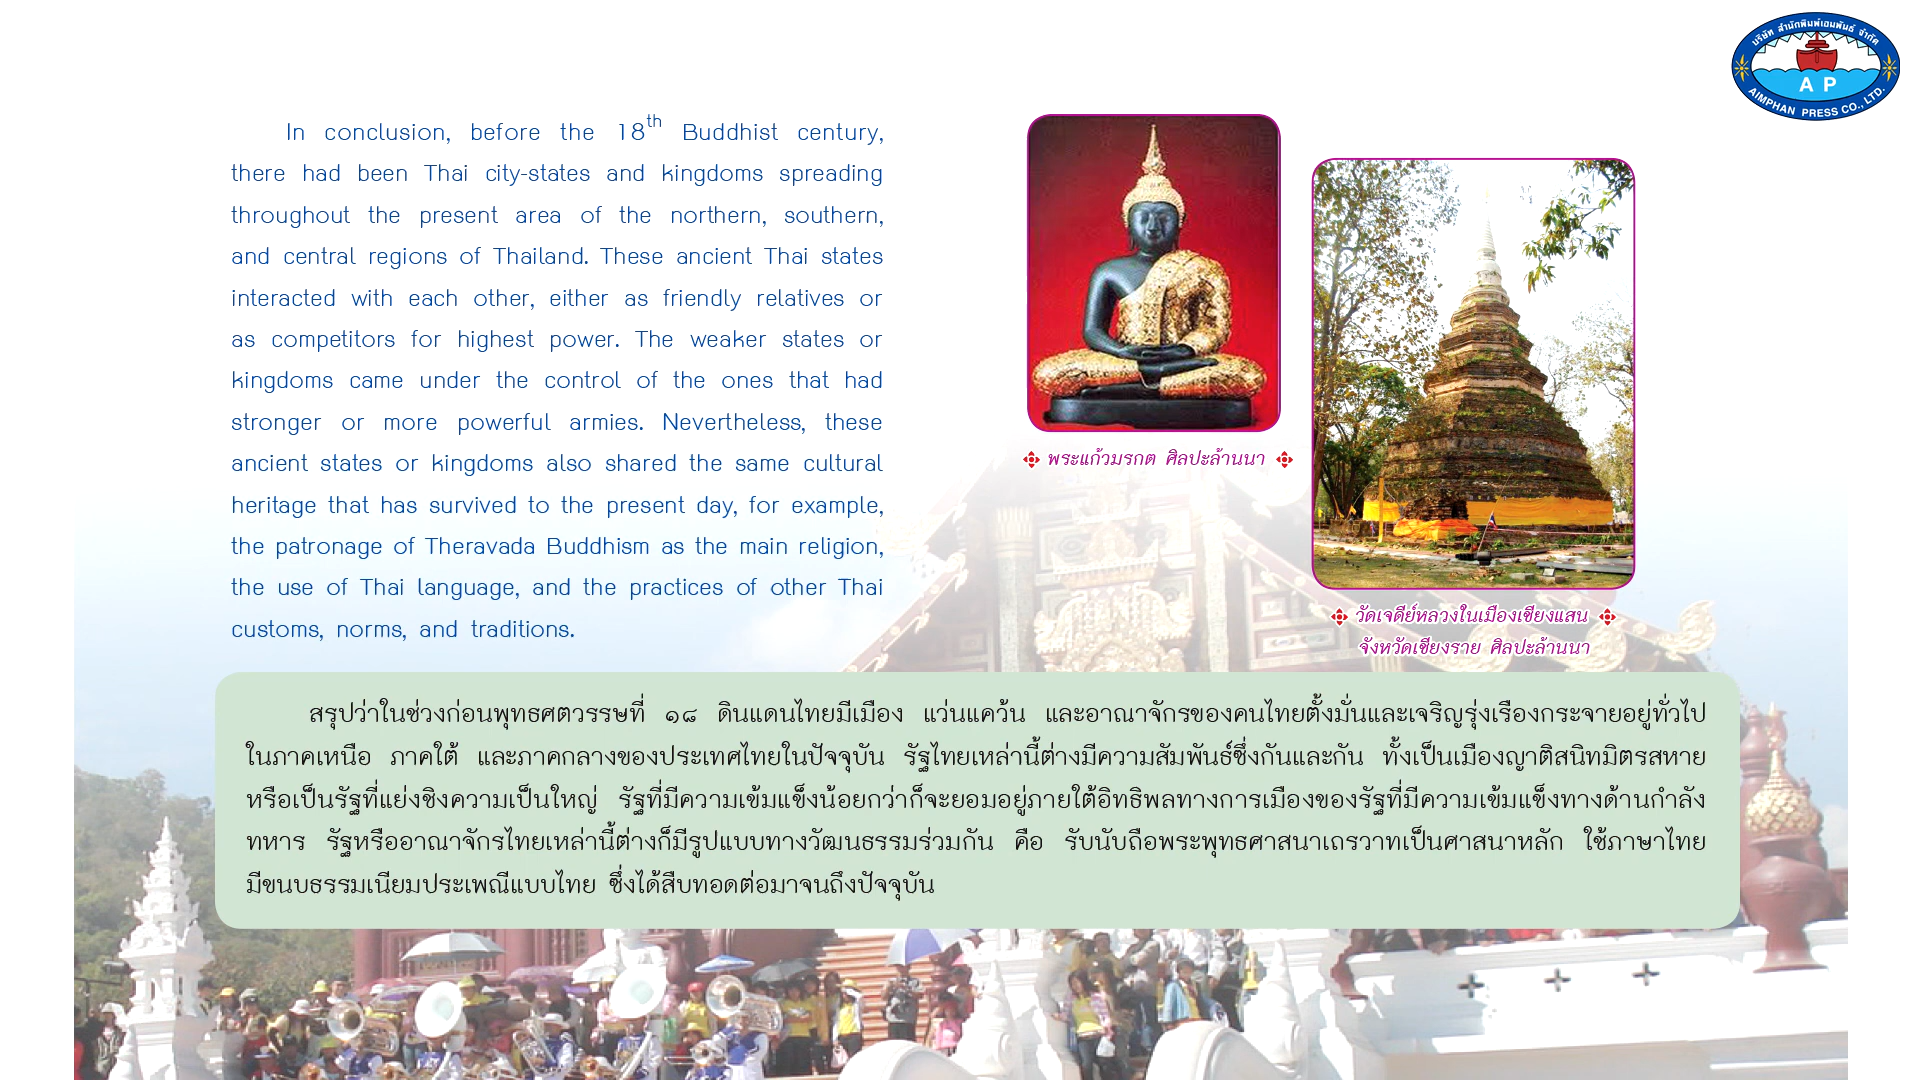 บริษัท สำนักพิมพ์เอมพันธ์ จำกัด
A P
AIMPHAN PRESS CO., LTD.
In conclusion, before the 18th Buddhist century,
there had been Thai city-states and kingdoms spreading
throughout the present area of the northern, southern,
and central regions of Thailand. These ancient Thai states
interacted with each other, either as friendly relatives or
as competitors for highest power. The weaker states or
kingdoms came under the control of the ones that had
stronger or more powerful armies. Nevertheless, these
ancient states or kingdoms also shared the same cultural
heritage that has survived to the present day, for example,
the patronage of Theravada Buddhism as the main religion,
the use of Thai language, and the practices of other Thai
customs, norms, and traditions.
พระแก้วมรกต ศิลปะล้านนา
วัดเจดีย์หลวงในเมืองเชียงแสน
จังหวัดเชียงราย ศิลปะล้านนา
สรุปว่าในช่วงก่อนพุทธศตวรรษที่ ๑๘ ดินแดนไทยมีเมือง แว่นแคว้น และอาณาจักรของคนไทยตั้งมั่นและเจริญรุ่งเรืองกระจายอยู่ทั่วไป
ในภาคเหนือ ภาคใต้ และภาคกลางของประเทศไทยในปัจจุบัน รัฐไทยเหล่านี้ต่างมีความสัมพันธ์ซึ่งกันและกัน ทั้งเป็นเมืองญาติสนิทมิตรสหาย
หรือเป็นรัฐที่แย่งชิงความเป็นใหญ่ รัฐที่มีความเข้มแข็งน้อยกว่าก็จะยอมอยู่ภายใต้อิทธิพลทางการเมืองของรัฐที่มีความเข้มแข็งทางด้านกำลัง
ทหาร รัฐหรืออาณาจักรไทยเหล่านี้ต่างก็มีรูปแบบทางวัฒนธรรมร่วมกัน คือ รับนับถือพระพุทธศาสนาเถรวาทเป็นศาสนาหลัก ใช้ภาษาไทย
มีขนบธรรมเนียมประเพณีแบบไทย ซึ่งได้สืบทอดต่อมาจนถึงปัจจุบัน